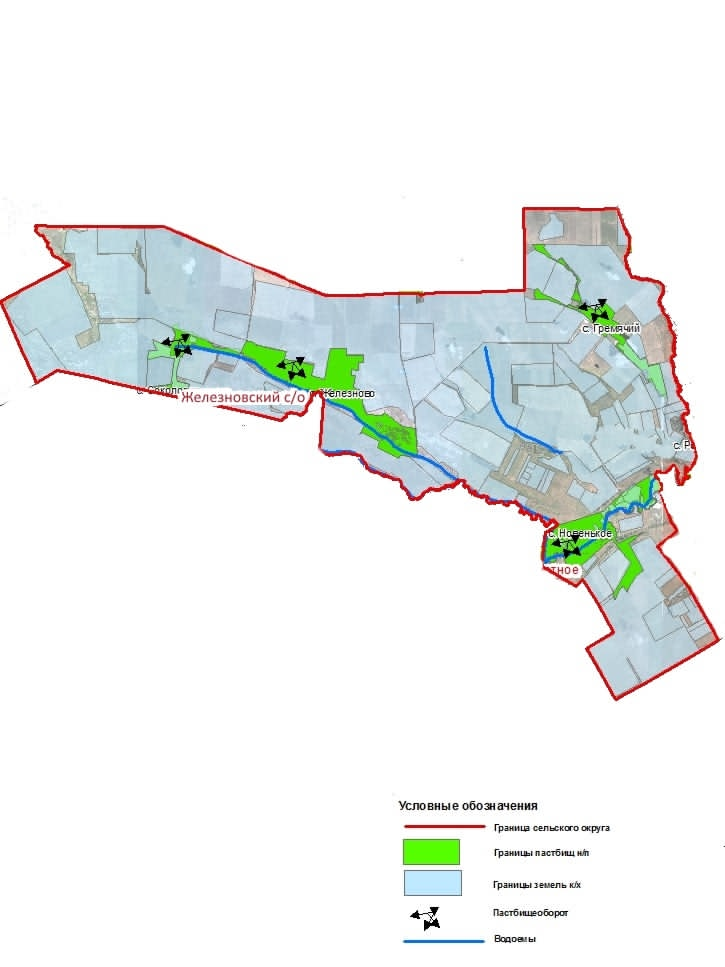 с. Гремячий
Железновский с/о
Железново
с. Р
с. Новенькое
тное
Условные обозначения
Граница сельского округа
Границы пастбищ н/п
Границы земель к/х
Пастбищеоборот
Водоемы